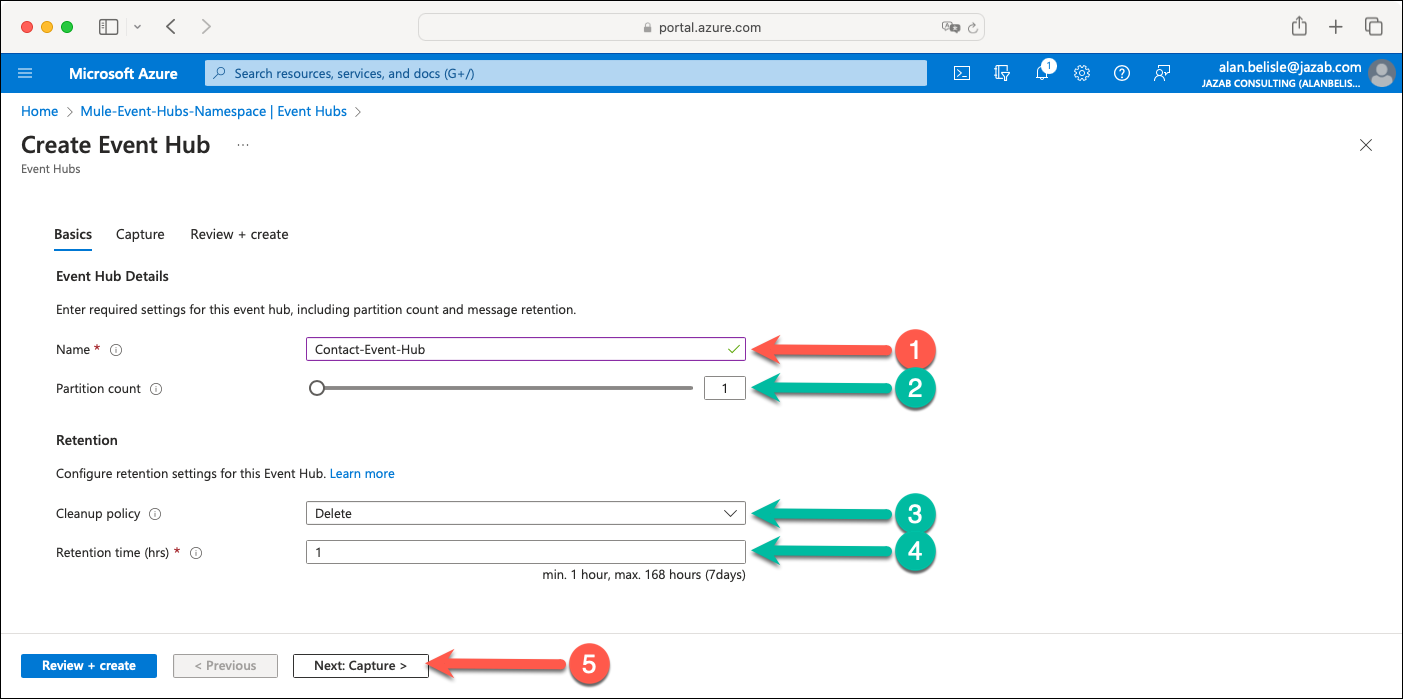 portal.azure.com
Microsoft Azure
Search resources, services, and docs (G+/)
1
alan.belisle@jazab.com
JAZAB CONSULTING (ALANBELIS...
Home > Mule-Event-Hubs-Namespace | Event Hubs >
Create Event Hub ...
Event Hubs
Basics Capture Review + create
Event Hub Details
Enter required settings for this event hub, including partition count and message retention.
Name * Contact-Event-Hub 1
Partition count 1 2
Retention
Configure retention settings for this Event Hub. Learn more
Cleanup policy Delete 3
Retention time (hrs) * 1 4
min. 1 hour, max. 168 hours (7days)
Review + create < Previous Next: Capture > 5